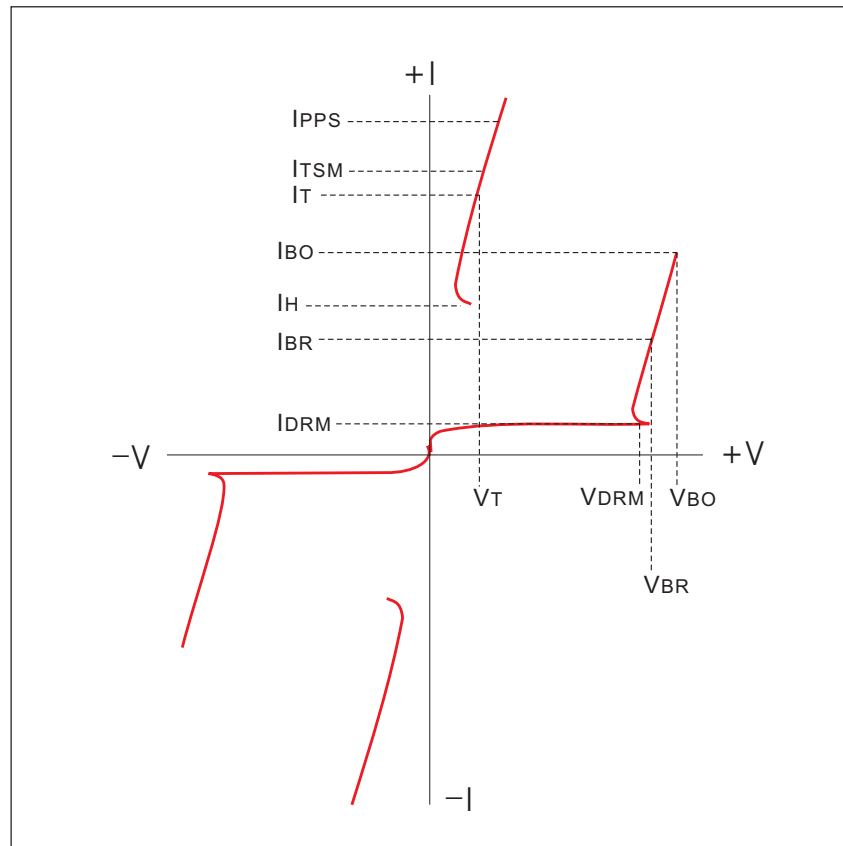 +I
IPPS
ITSM
IT
IBO
IH
IBR
IDRM
−V
+V
VT
VDRM
VBO
VBR
−I